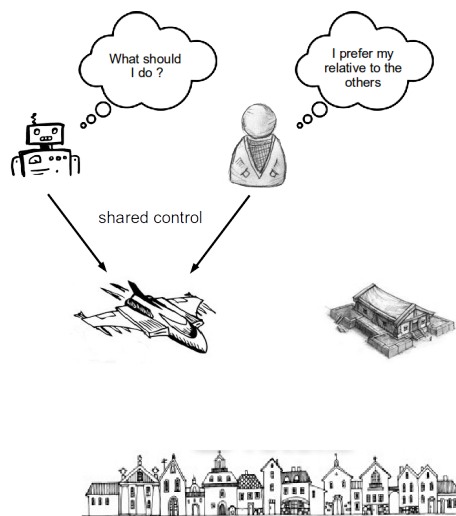 What should
I do ?
I prefer my
relative to the
others
shared control